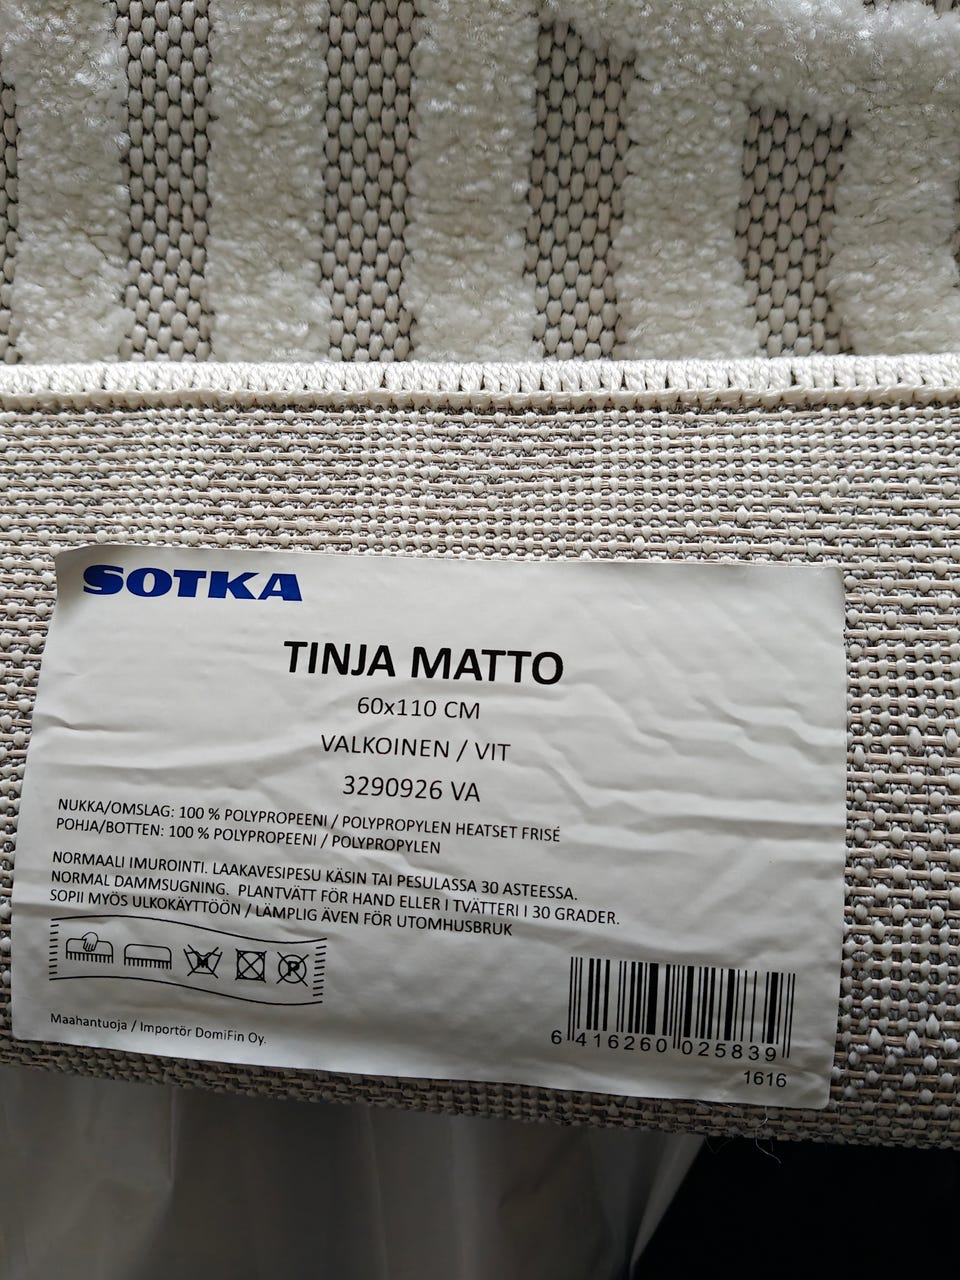 SOTKA
TINJA MATTO
60x110 CM
VALKOINEN / VIT
3290926 VA
NUKKA/OMSLAG: 100 % POLYPROPEENI / POLYPROPYLEN HEATSET FRISÉ
POHJA/BOTTEN: 100 % POLYPROPEENI / POLYPROPYLEN
NORMAALI IMUROINTI. LAAKAVESIPESU KÄSIN TAI PESULASSA 30 ASTEESSA.
NORMAL DAMMSUGNING. PLANTVÄTT FÖR HAND ELLER I TVÄTTERI I 30 GRADER.
SOPII MYÖS ULKOKÄYTTÖÖN / LÄMPLIG ÄVEN FÖR UTOMHUSBRUK
M P
Maahantuoja / Importör DomiFin Oy.
6 416260 025839
1616